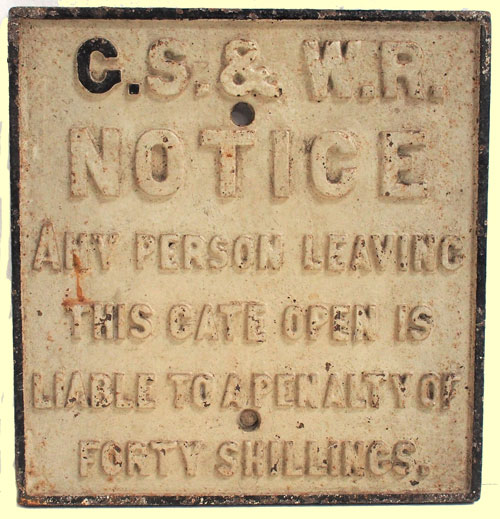 G.S.& W.R.
NOTICE
ANY PERSON LEAVING
THIS GATE OPEN IS
LIABLE TO A PENALTY OF
FORTY SHILLINGS.